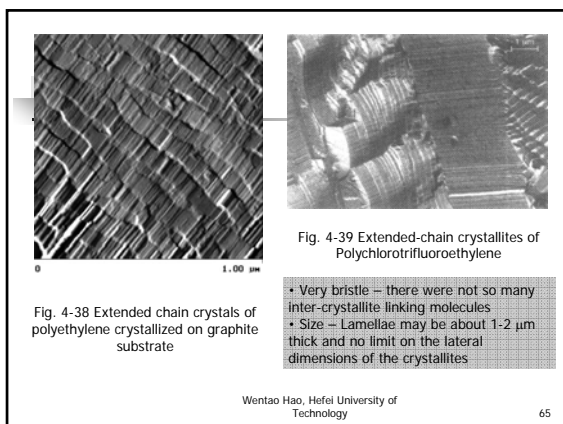 0
1.00 µm
Fig. 4-38 Extended chain crystals of
polyethylene crystallized on graphite
substrate
Fig. 4-39 Extended-chain crystallites of
Polychlorotrifluoroethylene
• Very bristle – there were not so many
inter-crystallite linking molecules
• Size – Lamellae may be about 1-2 µm
thick and no limit on the lateral
dimensions of the crystallites
Wentao Hao, Hefei University of
Technology
65